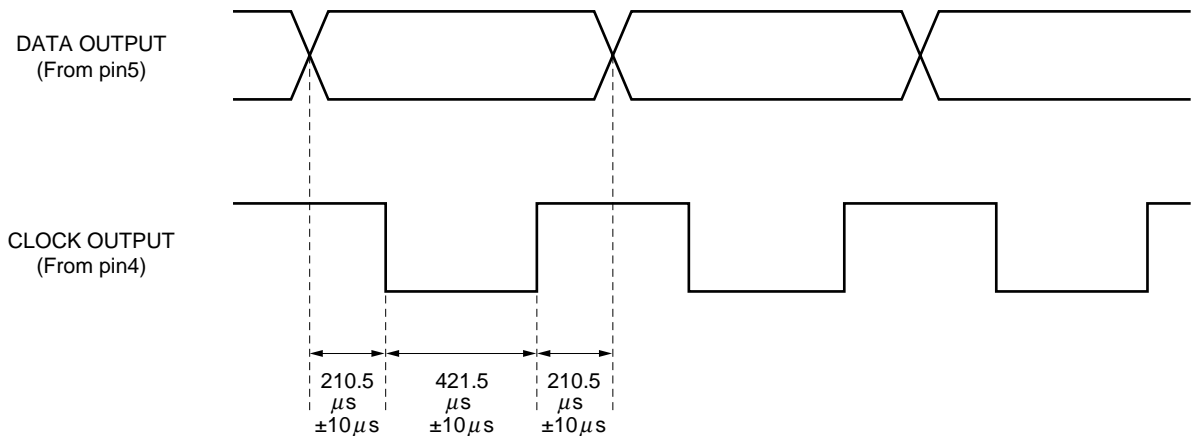 DATA OUTPUT
(From pin5)
CLOCK OUTPUT
(From pin4)
210.5 421.5 210.5
μs μs μs
±10μs ±10μs ±10μs